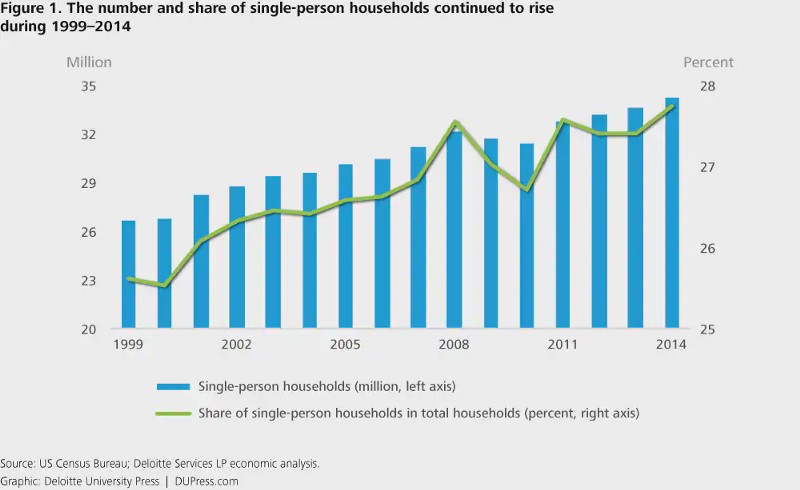 Figure 1. The number and share of single-person households continued to rise
during 1999–2014
Million Percent
35 28
32
27
29
26 26
23
20 25
1999 2002 2005 2008 2011 2014
Single-person households (million, left axis)
Share of single-person households in total households (percent, right axis)
Source: US Census Bureau; Deloitte Services LP economic analysis.
Graphic: Deloitte University Press | DUPress.com